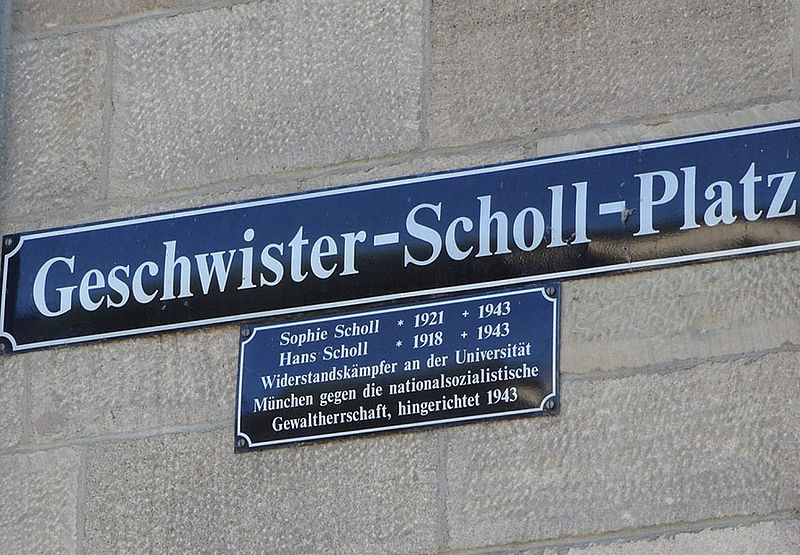 Geschwister-Scholl-Platz
Sophie Scholl * 1921 + 1943
Hans Scholl * 1918 + 1943
Widerstandskämpfer an der Universität
München gegen die nationalsozialistische
Gewaltherrschaft, hingerichtet 1943